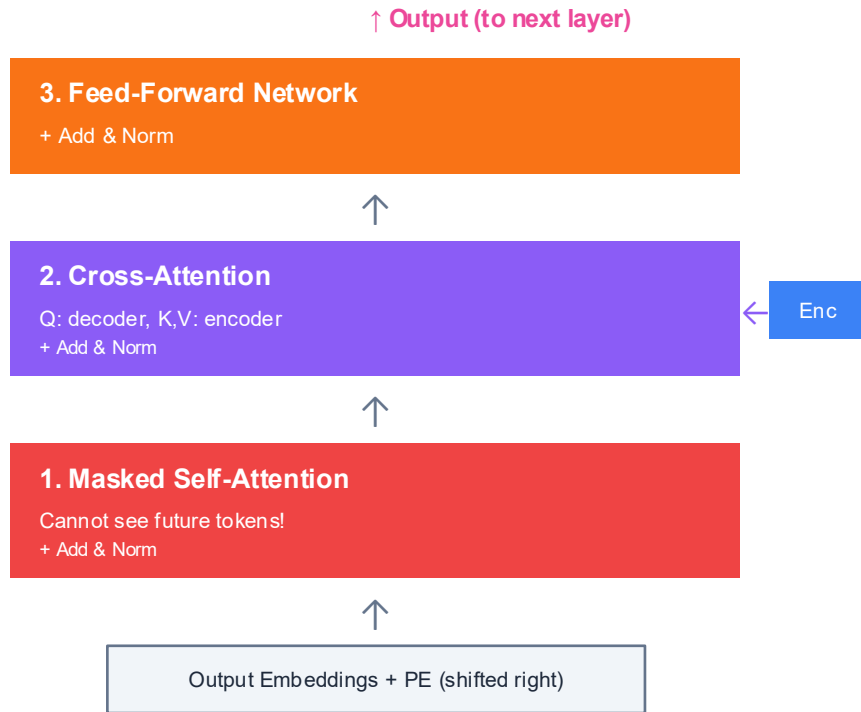 ↑ Output (to next layer)
3. Feed-Forward Network
+ Add & Norm
2. Cross-Attention
Q: decoder, K,V: encoder
+ Add & Norm
Enc
1. Masked Self-Attention
Cannot see future tokens!
+ Add & Norm
Output Embeddings + PE (shifted right)